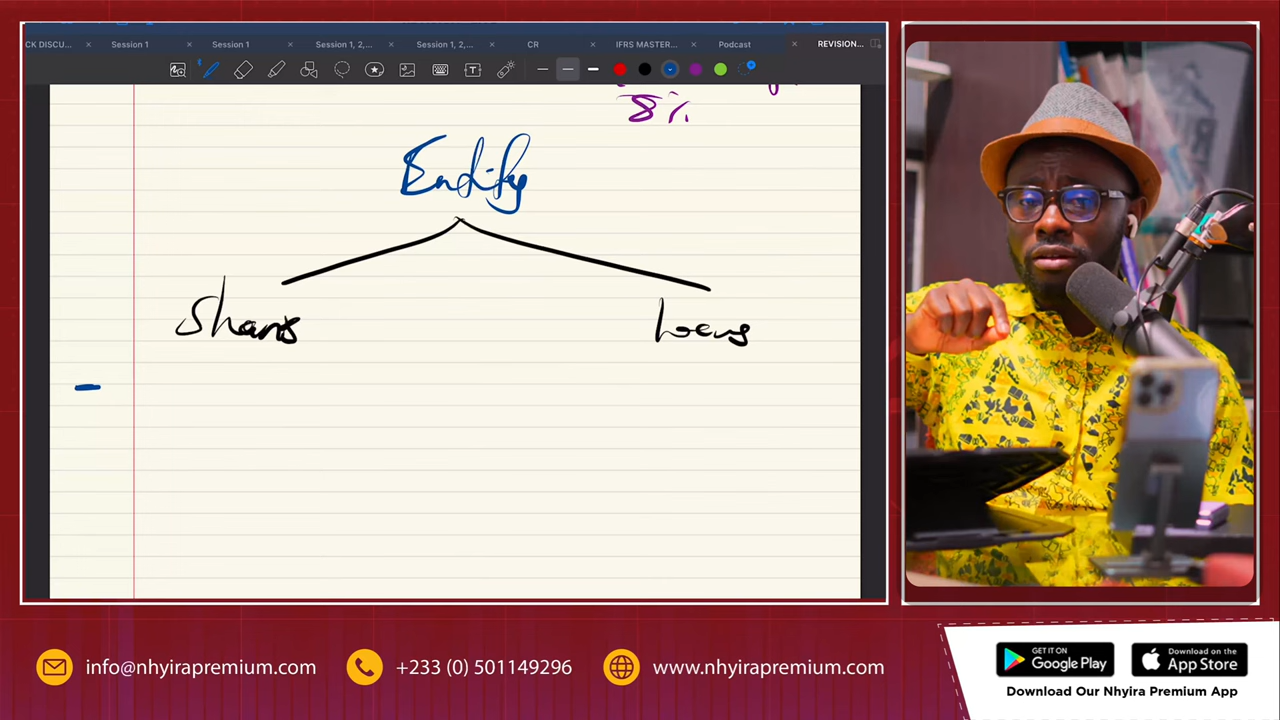 CK DISCU... Session 1 Session 1 Session 1, 2,... Session 1, 2,... CR IFRS MASTER... Podcast REVISION...
8%
Entity
Shares
Loans
info@nhyirapremium.com +233 (0) 501149296 www.nhyirapremium.com
GET IT ON Google Play
Download on the App Store
Download Our Nhyira Premium App